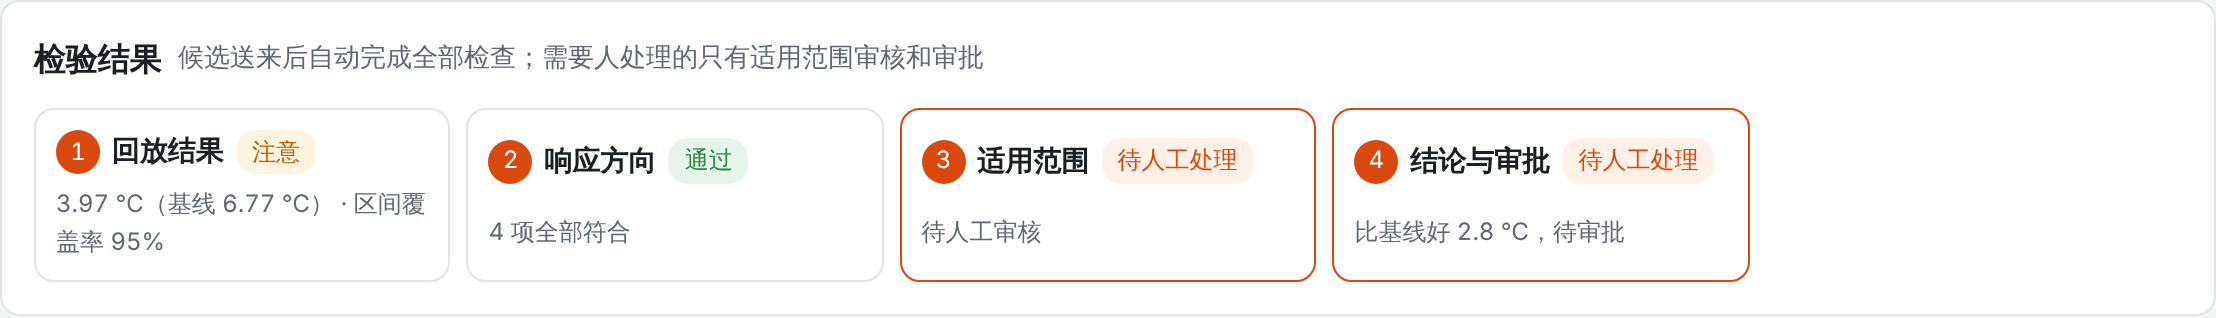 检验结果 候选送来后自动完成全部检查；需要人处理的只有适用范围审核和审批
1 回放结果 注意
3.97 °C（基线 6.77 °C） · 区间覆
盖率 95%
2 响应方向 通过
4 项全部符合
3 适用范围 待人工处理
待人工审核
4 结论与审批 待人工处理
比基线好 2.8 °C，待审批